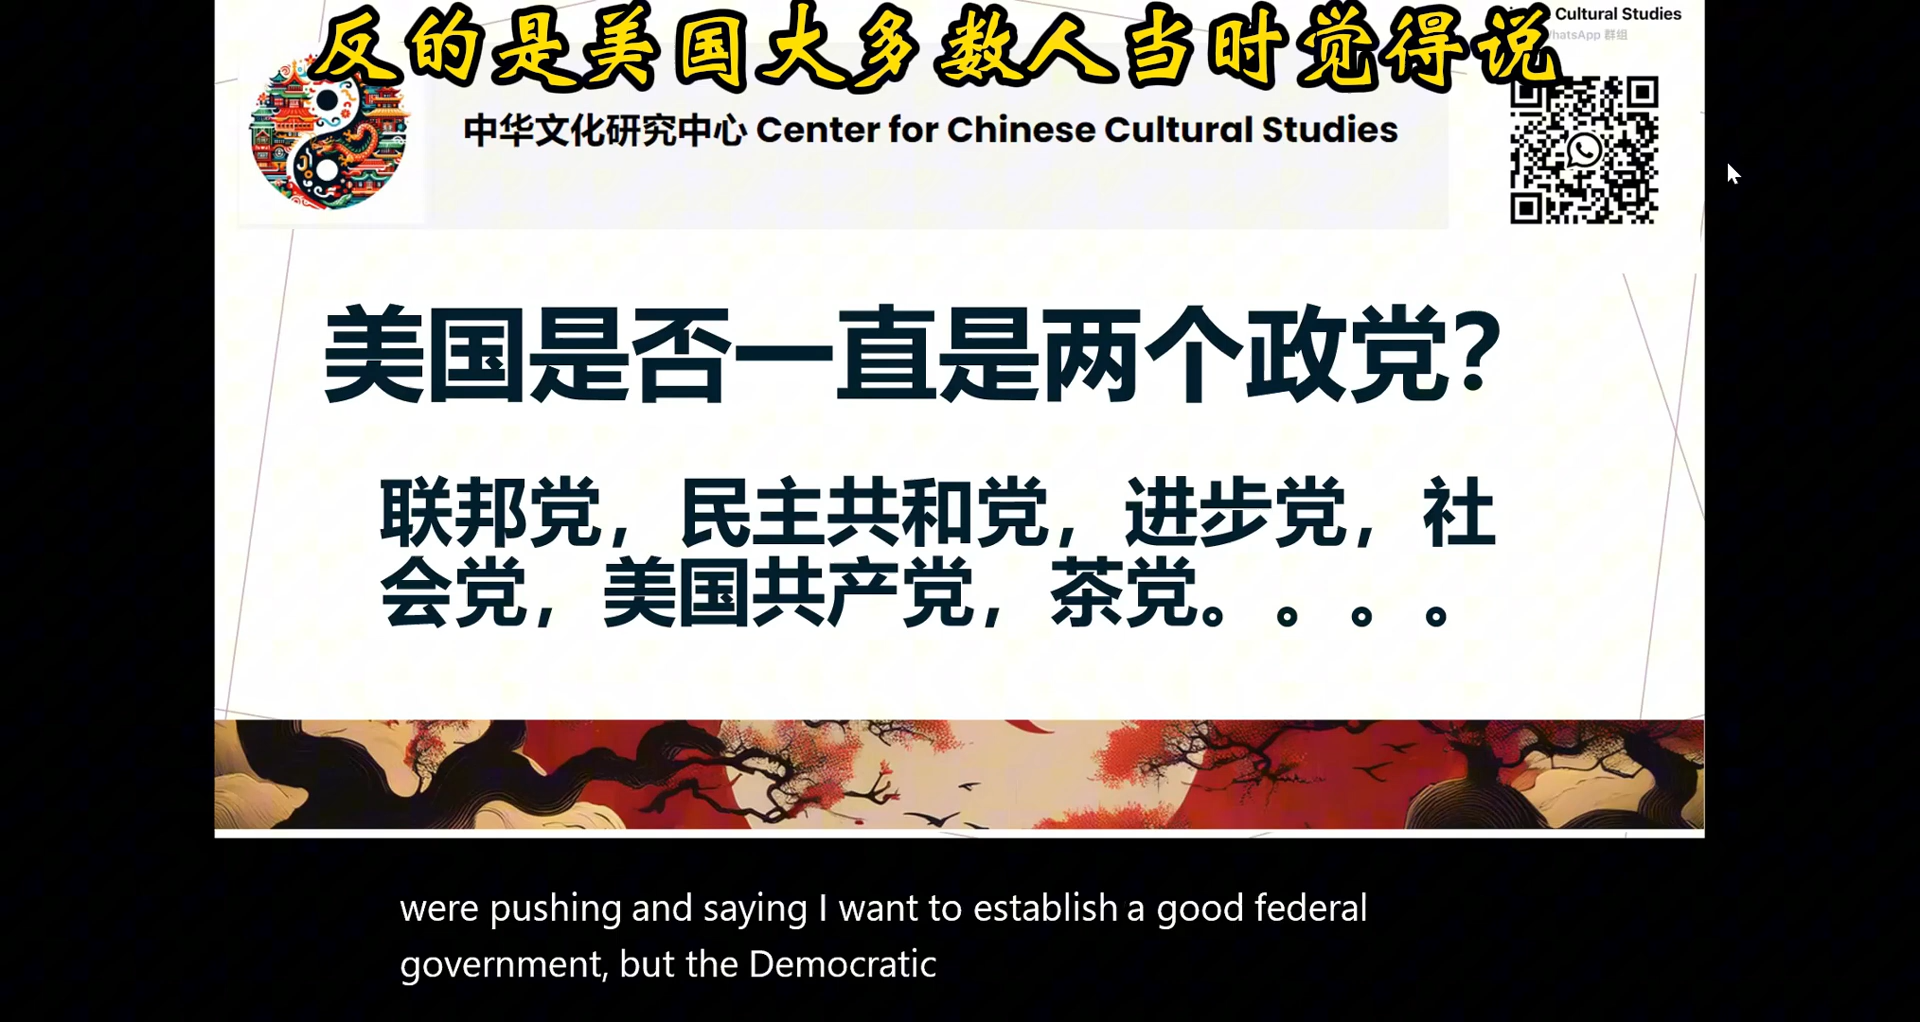 反的是美国大多数人当时觉得说
Cultural Studies
WhatsApp 群组
中华文化研究中心 Center for Chinese Cultural Studies
美国是否一直是两个政党?
联邦党，民主共和党，进步党，社
会党，美国共产党，茶党。。。。
were pushing and saying I want to establish a good federal
government, but the Democratic